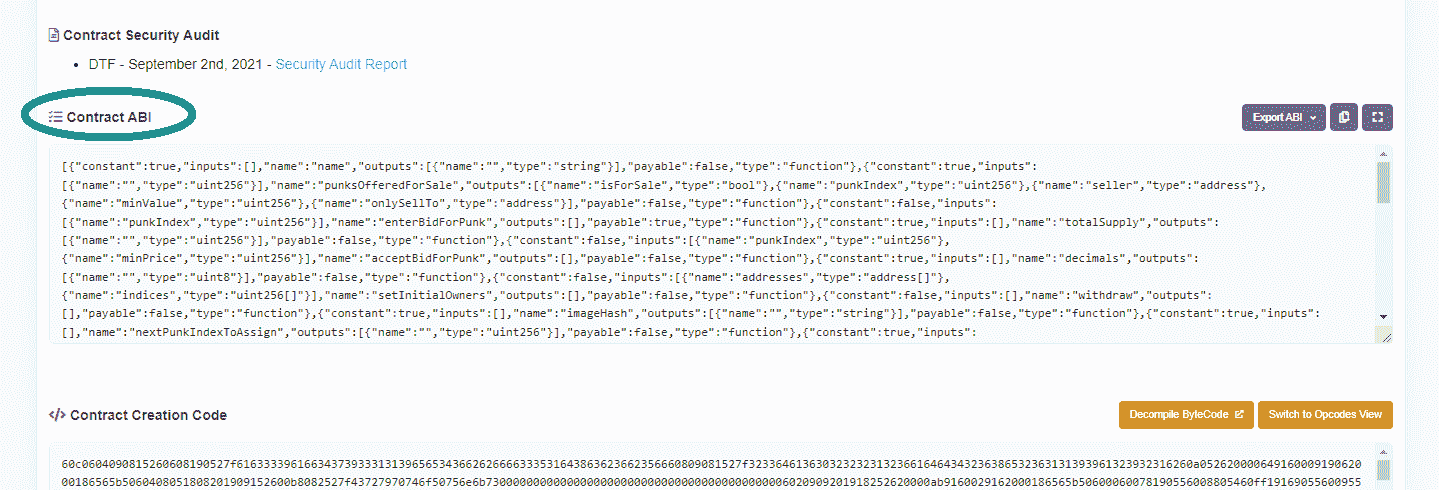 Contract Security Audit
DTF - September 2nd, 2021 - Security Audit Report
Contract ABI
Export ABI
[{"constant":true,"inputs":[],"name":"name","outputs":[{"name":"","type":"string"}],"payable":false,"type":"function"},{"constant":true,"inputs":
[{"name":"","type":"uint256"}],"name":"punksOfferedForSale","outputs":[{"name":"isForSale","type":"bool"},{"name":"punkIndex","type":"uint256"},{"name":"seller","type":"address"},
{"name":"minValue","type":"uint256"},{"name":"onlySellTo","type":"address"}],"payable":false,"type":"function"},{"constant":false,"inputs":
[{"name":"punkIndex","type":"uint256"}],"name":"enterBidForPunk","outputs":[],"payable":true,"type":"function"},{"constant":true,"inputs":[],"name":"totalSupply","outputs":
[{"name":"","type":"uint256"}],"payable":false,"type":"function"},{"constant":false,"inputs":[{"name":"punkIndex","type":"uint256"},
{"name":"minPrice","type":"uint256"}],"name":"acceptBidForPunk","outputs":[],"payable":false,"type":"function"},{"constant":true,"inputs":[],"name":"decimals","outputs":
[{"name":"","type":"uint8"}],"payable":false,"type":"function"},{"constant":false,"inputs":[{"name":"addresses","type":"address[]"},
{"name":"indices","type":"uint256[]"}],"name":"setInitialOwners","outputs":[],"payable":false,"type":"function"},{"constant":false,"inputs":[],"name":"withdraw","outputs":
[],"payable":false,"type":"function"},{"constant":true,"inputs":[],"name":"imageHash","outputs":[{"name":"","type":"string"}],"payable":false,"type":"function"},{"constant":true,"inputs":
[],"name":"nextPunkIndexToAssign","outputs":[{"name":"","type":"uint256"}],"payable":false,"type":"function"},{"constant":true,"inputs":
Contract Creation Code
Decompile ByteCode
Switch to Opcodes View